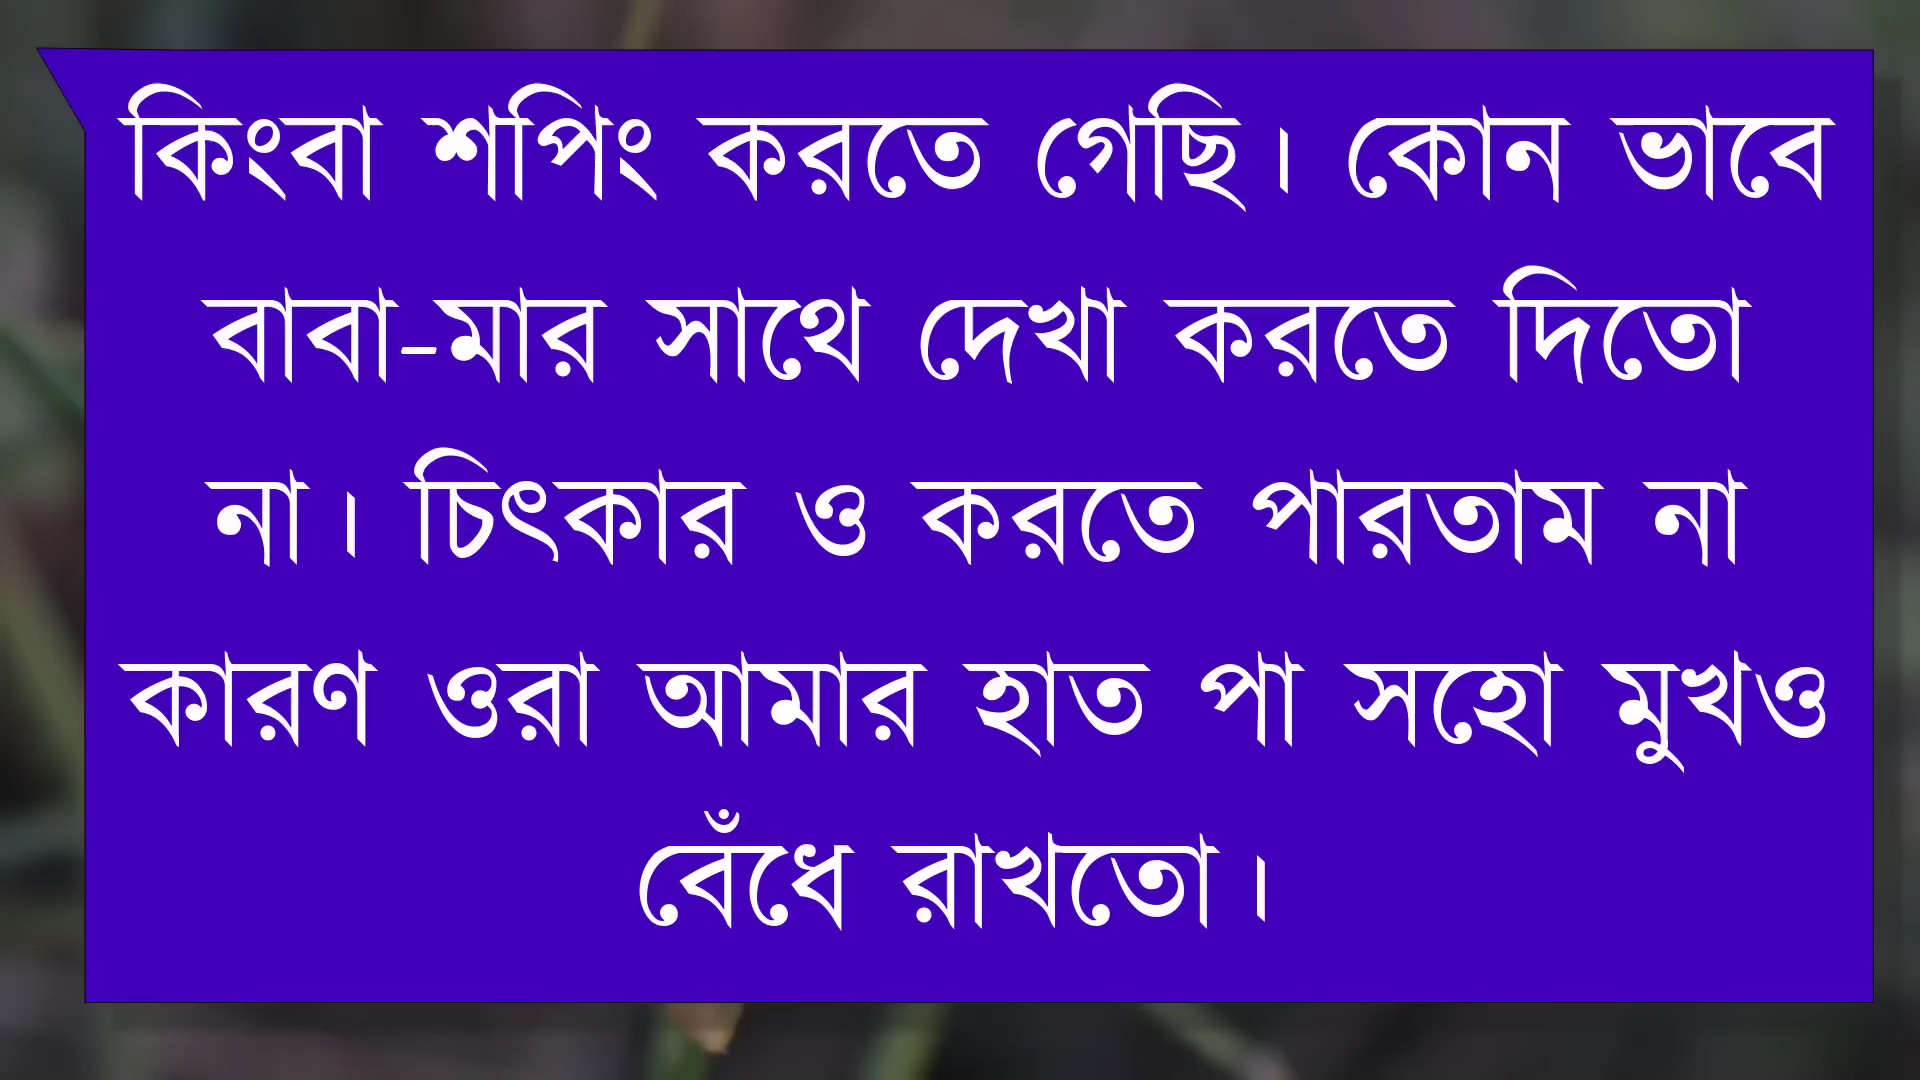 কিংবা শপিং করতে গেছি। কোন ভাবে
বাবা-মার সাথে দেখা করতে দিতো
না। চিৎকার ও করতে পারতাম না
কারণ ওরা আমার হাত পা সহো মুখও
বেঁধে রাখতো।